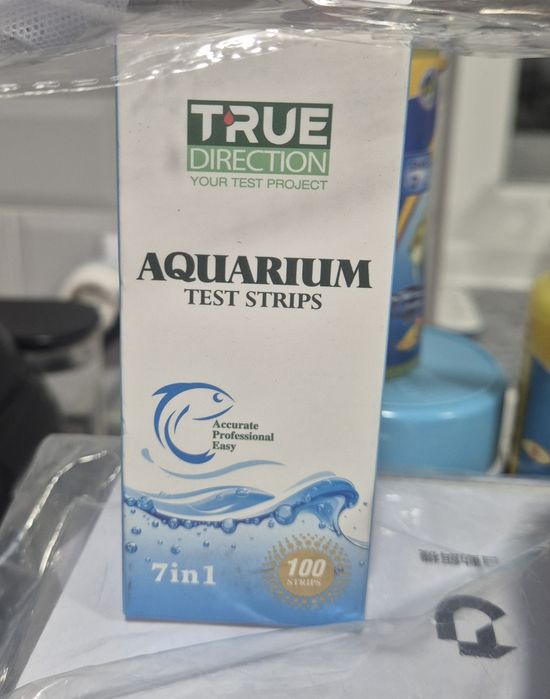 TRUE
DIRECTION
YOUR TEST PROJECT
AQUARIUM
TEST STRIPS
Accurate
Professional
Easy
7in1
100
STRIPS